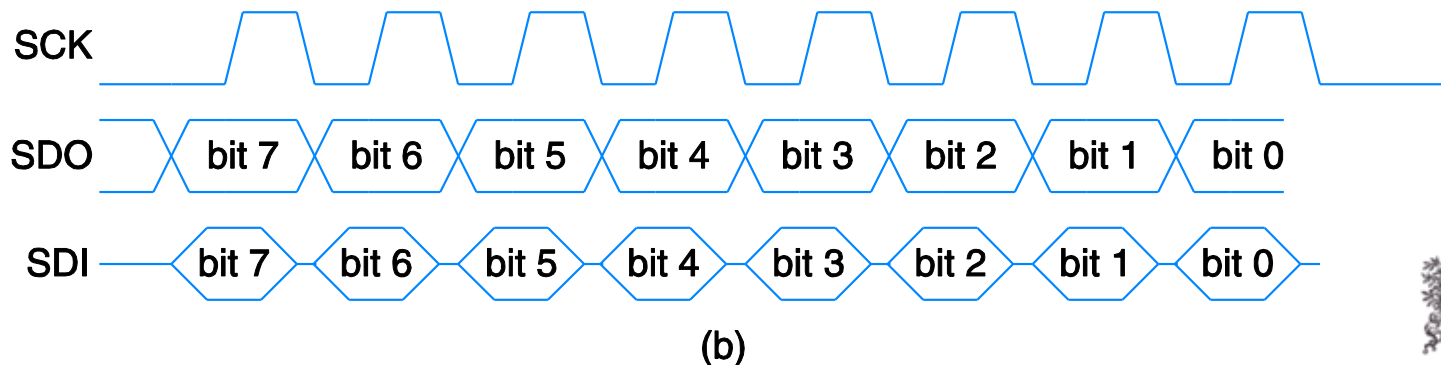 SCK
SDO bit 7 bit 6 bit 5 bit 4 bit 3 bit 2 bit 1 bit 0
SDI bit 7 bit 6 bit 5 bit 4 bit 3 bit 2 bit 1 bit 0
(b)